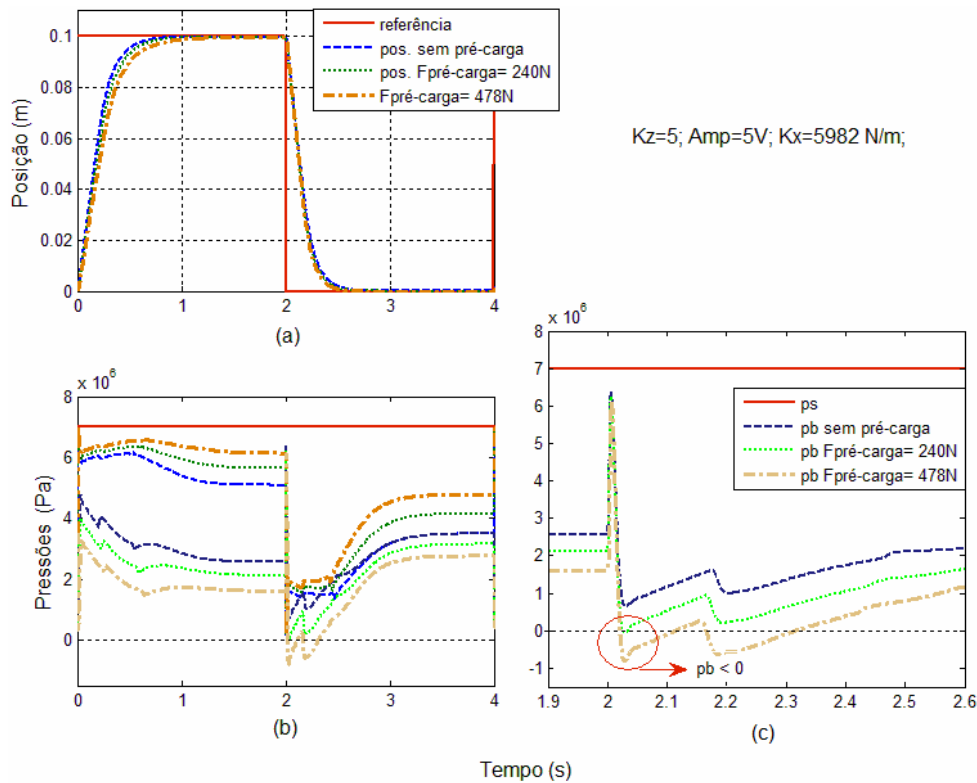 referência
pos. sem pré-carga
pos. Fpré-carga= 240N
Fpré-carga= 478N
Kz=5; Amp=5V; Kx=5982 N/m;
Posição (m)
0.1
0.08
0.06
0.04
0.02
0
0 1 2 3 4
(a)
x 10^6
Pressões (Pa)
8
6
4
2
0
0 1 2 3 4
(b)
x 10^6
8
7
6
5
4
3
2
1
0
-1
ps
pb sem pré-carga
pb Fpré-carga= 240N
pb Fpré-carga= 478N
pb < 0
1.9 2 2.1 2.2 2.3 2.4 2.5 2.6
(c)
Tempo (s)